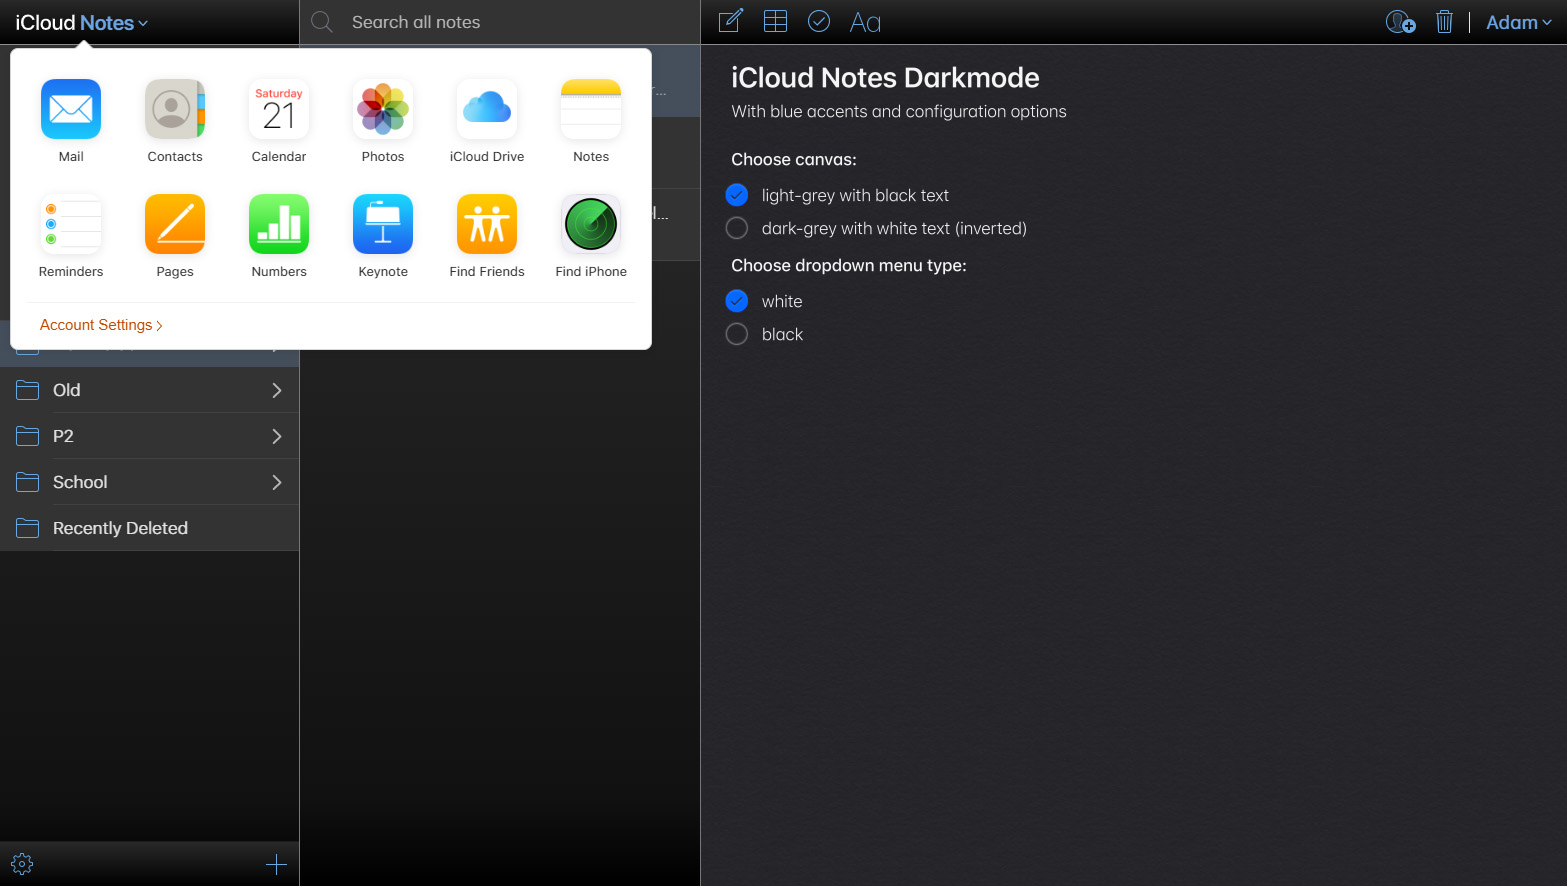 iCloud Notes
Search all notes
Aa
Adam
Mail
Contacts
Saturday
21
Calendar
Photos
iCloud Drive
Notes
Reminders
Pages
Numbers
Keynote
Find Friends
Find iPhone
Account Settings
Old
P2
School
Recently Deleted
iCloud Notes Darkmode
With blue accents and configuration options
Choose canvas:
light-grey with black text
dark-grey with white text (inverted)
Choose dropdown menu type:
white
black